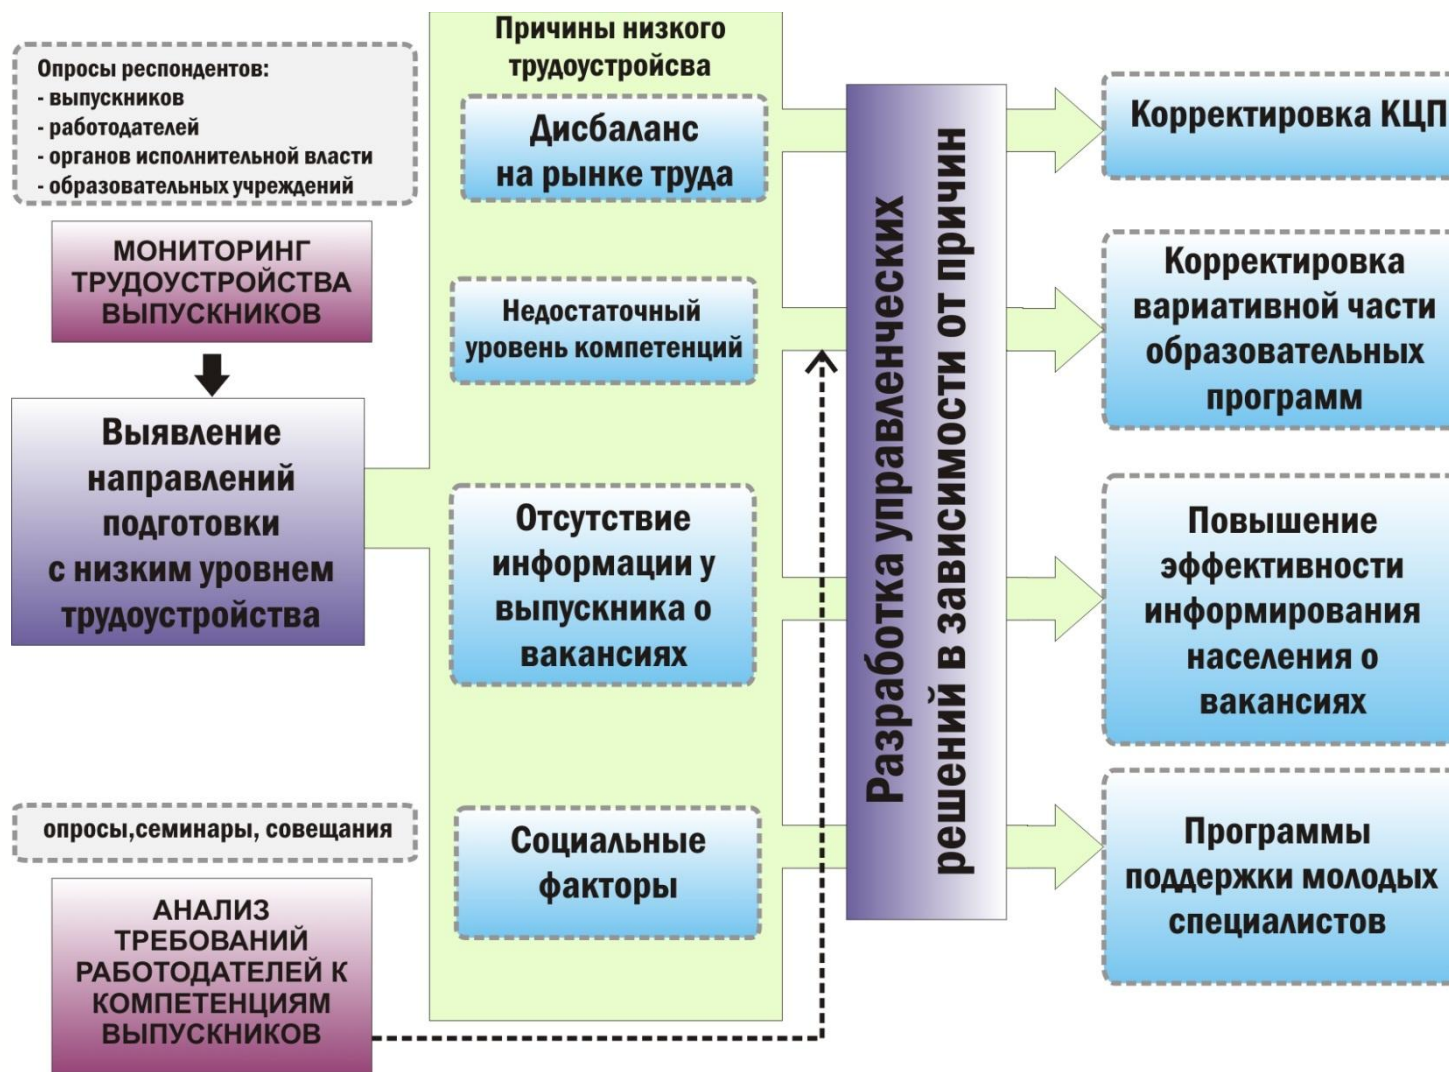 Опросы респондентов:
- выпускников
- работодателей
- органов исполнительной власти
- образовательных учреждений
МОНИТОРИНГ
ТРУДОУСТРОЙСТВА
ВЫПУСКНИКОВ
Выявление
направлений
подготовки
с низким уровнем
трудоустройства
опросы,семинары, совещания
АНАЛИЗ
ТРЕБОВАНИЙ
РАБОТОДАТЕЛЕЙ К
КОМПЕТЕНЦИЯМ
ВЫПУСКНИКОВ
Причины низкого
трудоустройсва
Дисбаланс
на рынке труда
Недостаточный
уровень компетенций
Отсутствие
информации у
выпускника о
вакансиях
Социальные
факторы
Разработка управленческих
решений в зависимости от причин
Корректировка КЦП
Корректировка
вариативной части
образовательных
программ
Повышение
эффективности
информирования
населения о
вакансиях
Программы
поддержки молодых
специалистов